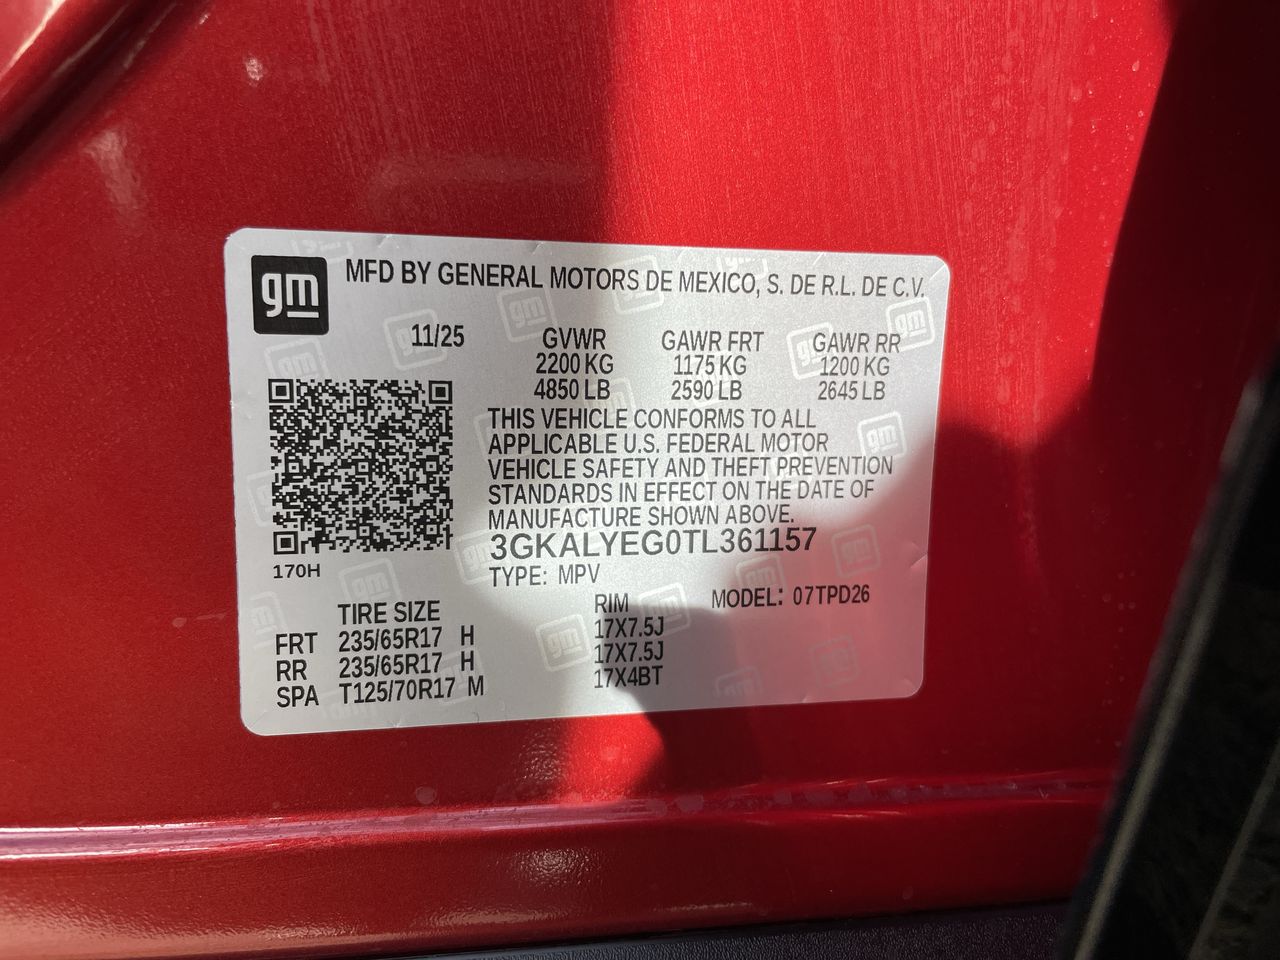 gm MFD BY GENERAL MOTORS DE MEXICO, S. DE R.L. DE C.V.
11/25 GVWR GAWR FRT GAWR RR
2200 KG 1175 KG 1200 KG
4850 LB 2590 LB 2645 LB
THIS VEHICLE CONFORMS TO ALL
APPLICABLE U.S. FEDERAL MOTOR
VEHICLE SAFETY AND THEFT PREVENTION
STANDARDS IN EFFECT ON THE DATE OF
MANUFACTURE SHOWN ABOVE.
3GKALYEG0TL361157
170H TYPE: MPV
TIRE SIZE RIM MODEL: 07TPD26
FRT 235/65R17 H 17X7.5J
RR 235/65R17 H 17X7.5J
SPA T125/70R17 M 17X4BT